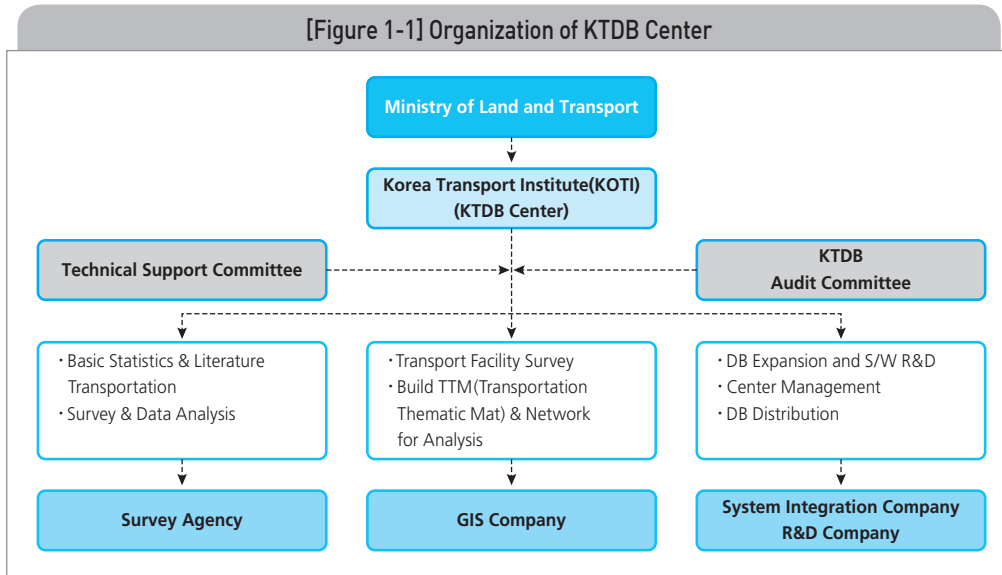 [Figure 1-1] Organization of KTDB Center
Ministry of Land and Transport
Korea Transport Institute(KOTI)
(KTDB Center)
Technical Support Committee
KTDB
Audit Committee
・Basic Statistics & Literature
Transportation
・Survey & Data Analysis
・Transport Facility Survey
・Build TTM(Transportation
Thematic Mat) & Network
for Analysis
・DB Expansion and S/W R&D
・Center Management
・DB Distribution
Survey Agency
GIS Company
System Integration Company
R&D Company